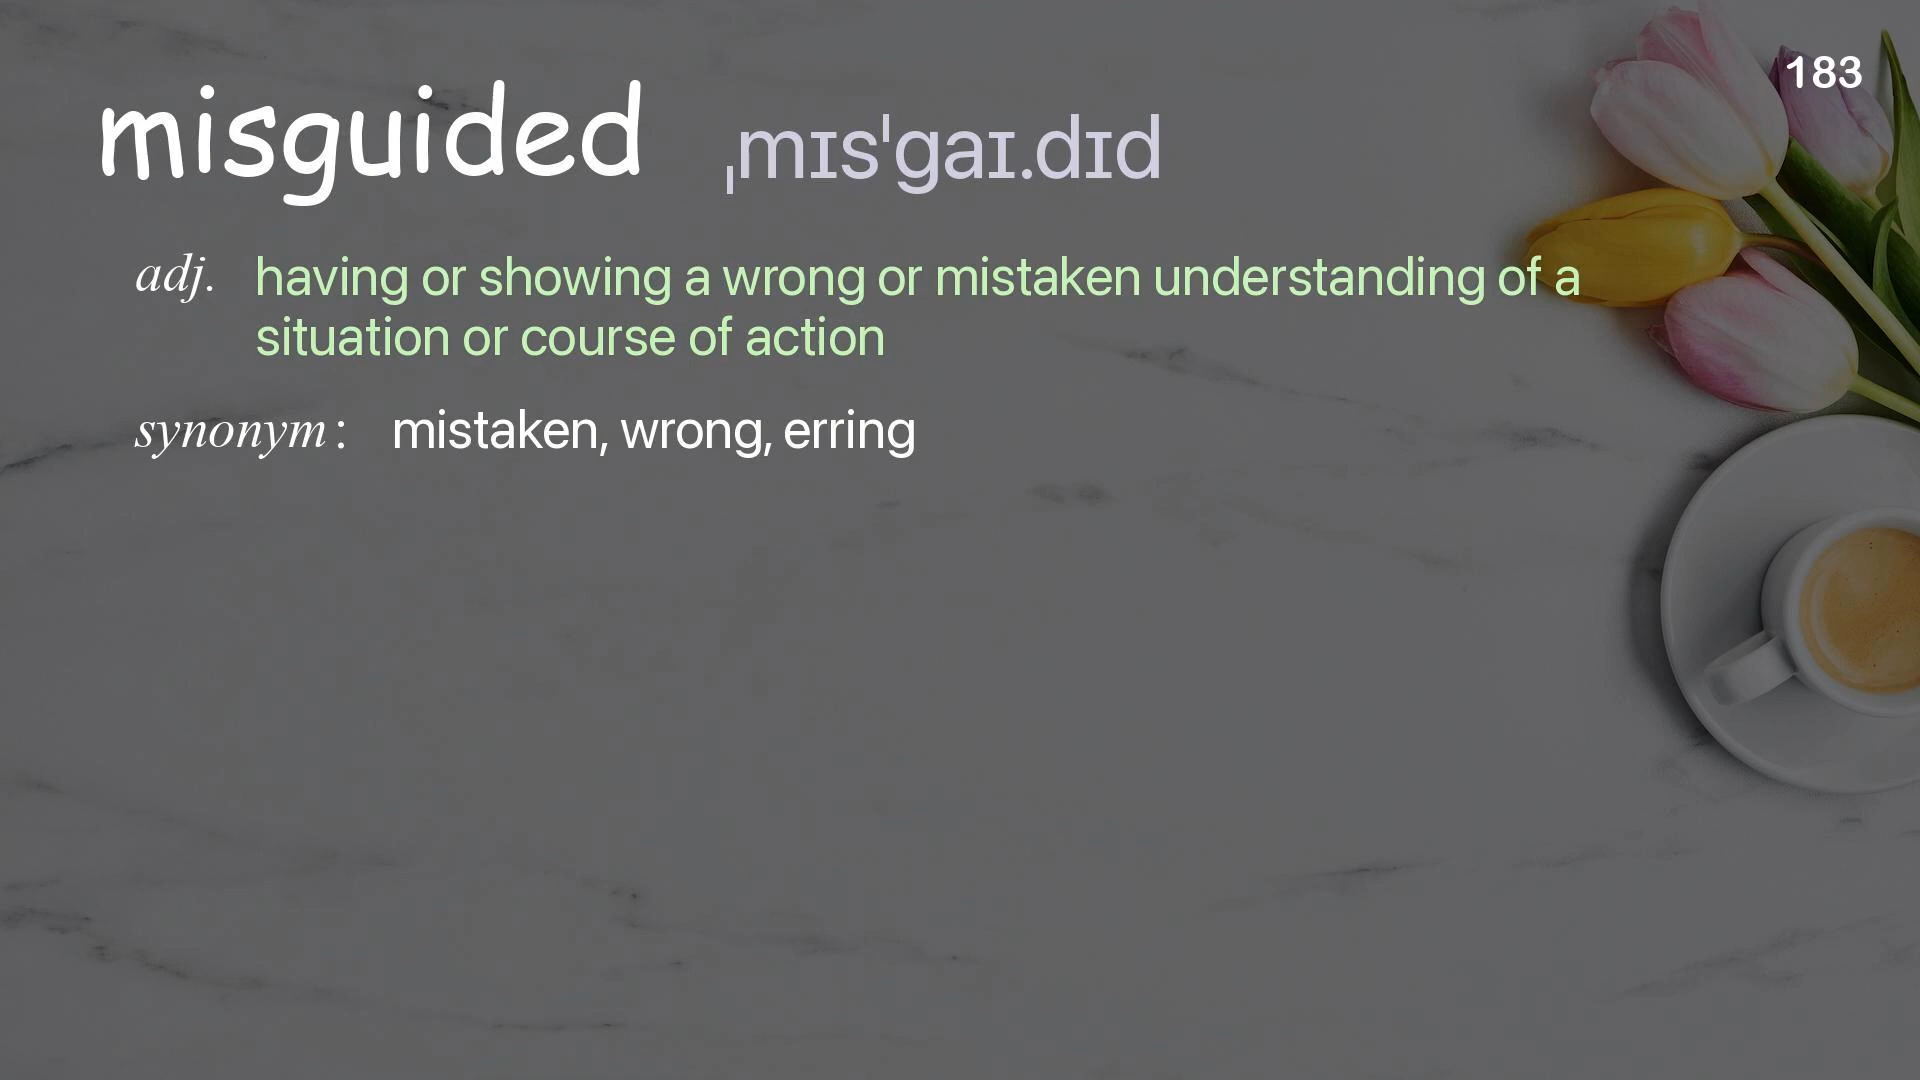 183
misguided ˌmɪsˈɡaɪ.dɪd
adj. having or showing a wrong or mistaken understanding of a
situation or course of action
synonym : mistaken, wrong, erring